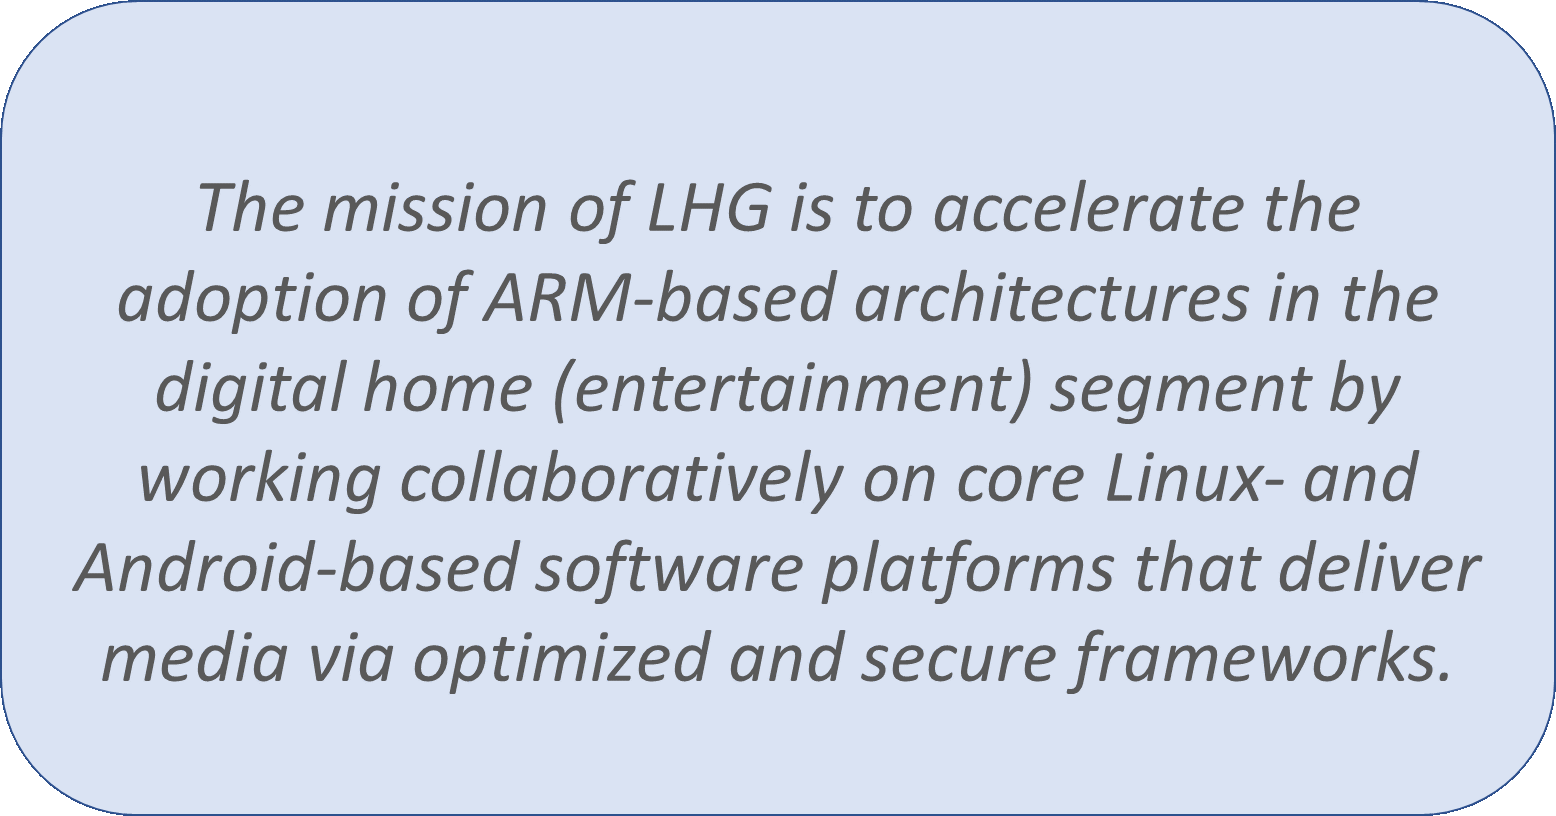 The mission of LHG is to accelerate the
adoption of ARM-based architectures in the
digital home (entertainment) segment by
working collaboratively on core Linux- and
Android-based software platforms that deliver
media via optimized and secure frameworks.